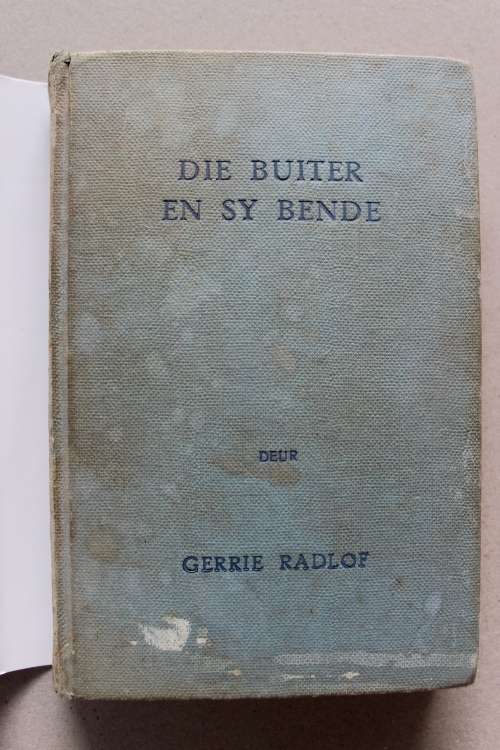 DIE BUITER
EN SY BENDE
DEUR
GERRIE RADLOF